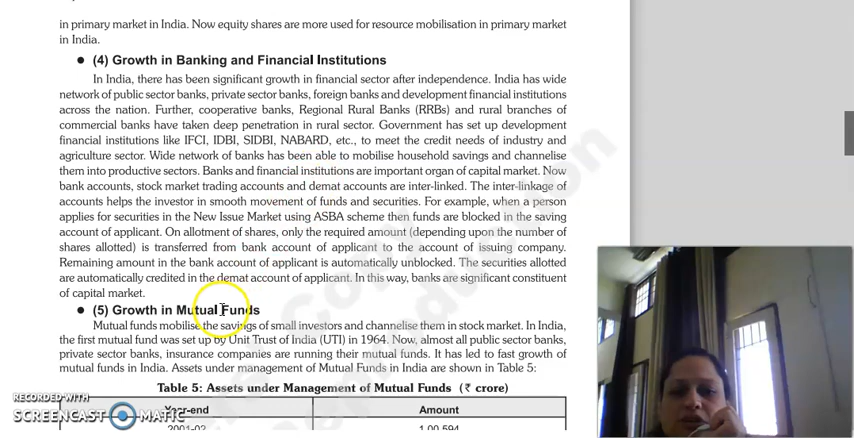 in primary market in India. Now equity shares are more used for resource mobilisation in primary market
in India.
● (4) Growth in Banking and Financial Institutions
In India, there has been significant growth in financial sector after independence. India has wide
network of public sector banks, private sector banks, foreign banks and development financial institutions
across the nation. Further, cooperative banks, Regional Rural Banks (RRBs) and rural branches of
commercial banks have taken deep penetration in rural sector. Government has set up development
financial institutions like IFCI, IDBI, SIDBI, NABARD, etc., to meet the credit needs of industry and
agriculture sector. Wide network of banks has been able to mobilise household savings and channelise
them into productive sectors. Banks and financial institutions are important organ of capital market. Now
bank accounts, stock market trading accounts and demat accounts are inter-linked. The inter-linkage of
accounts helps the investor in smooth movement of funds and securities. For example, when a person
applies for securities in the New Issue Market using ASBA scheme then funds are blocked in the saving
account of applicant. On allotment of shares, only the required amount (depending upon the number of
shares allotted) is transferred from bank account of applicant to the account of issuing company.
Remaining amount in the bank account of applicant is automatically unblocked. The securities allotted
are automatically credited in the demat account of applicant. In this way, banks are significant constituent
of capital market.
● (5) Growth in Mutual Funds
Mutual funds mobilise the savings of small investors and channelise them in stock market. In India,
the first mutual fund was set up by Unit Trust of India (UTI) in 1964. Now, almost all public sector banks,
private sector banks, insurance companies are running their mutual funds. It has led to fast growth of
mutual funds in India. Assets under management of Mutual Funds in India are shown in Table 5:
Table 5: Assets under Management of Mutual Funds (₹ crore)
Year-end Amount
2001-02 1,00,594
RECORDED WITH
SCREENCAST MATIC